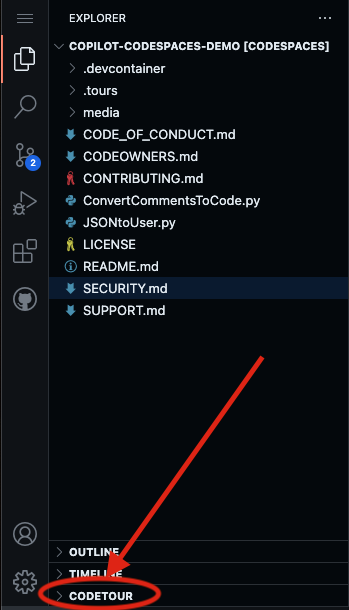 EXPLORER
COPILOT-CODESPACES-DEMO [CODESPACES]
.devcontainer
.tours
media
CODE_OF_CONDUCT.md
CODEOWNERS.md
CONTRIBUTING.md
ConvertCommentsToCode.py
JSONtoUser.py
LICENSE
README.md
SECURITY.md
SUPPORT.md
2
OUTLINE
TIMELINE
CODETOUR